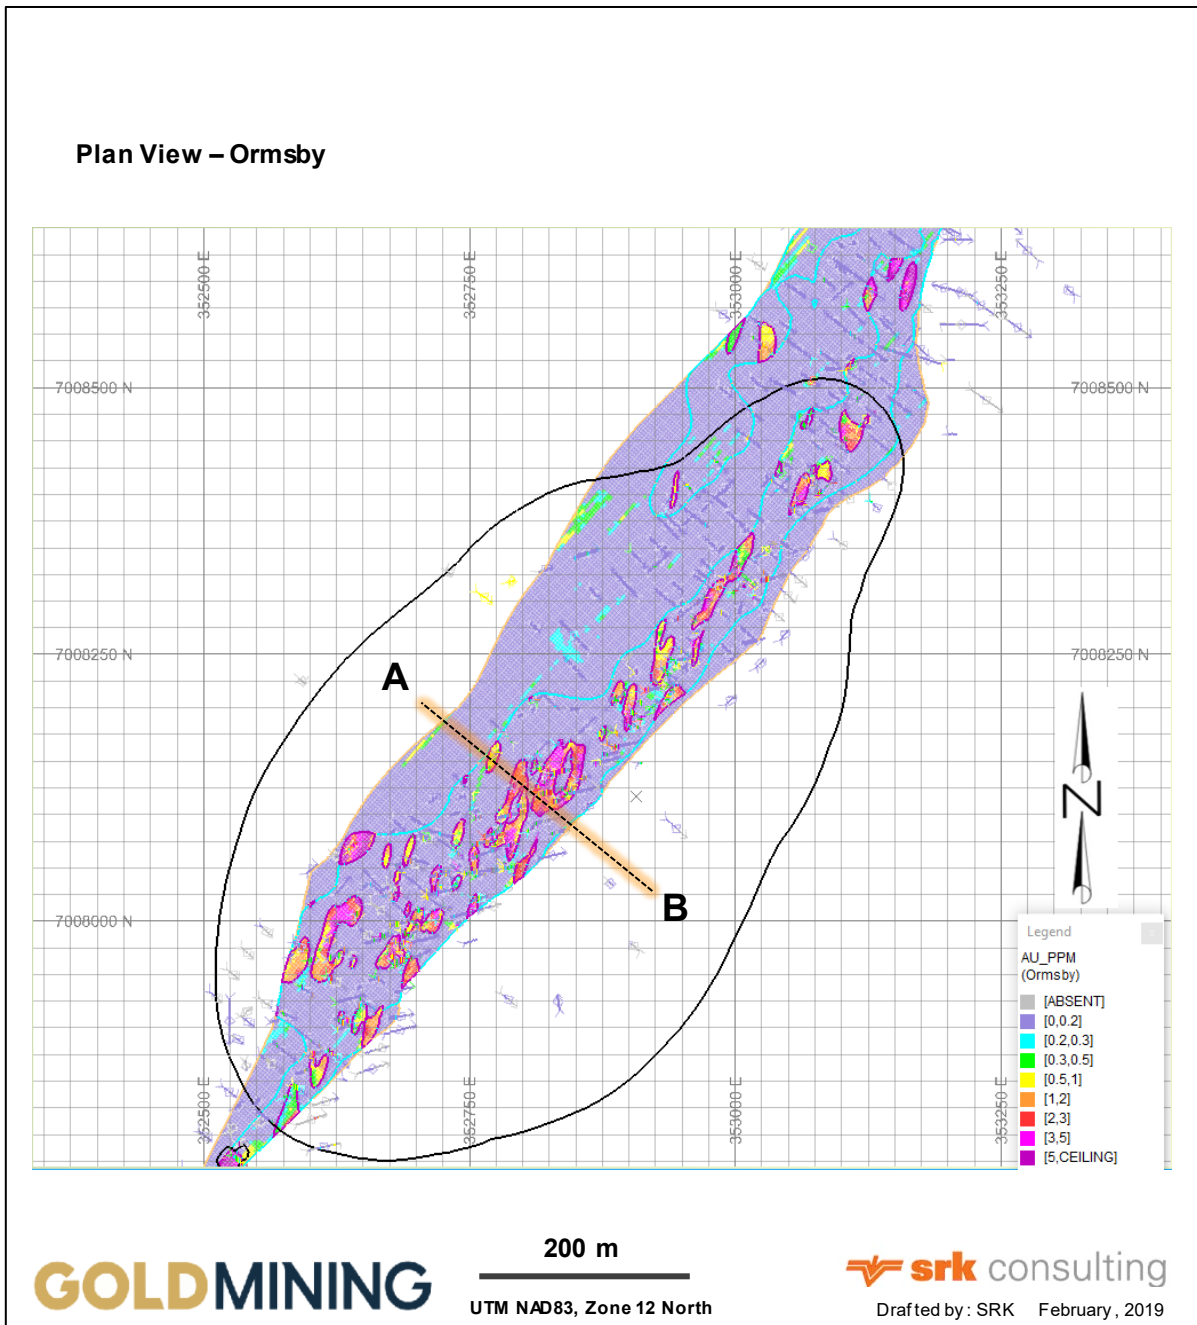 Plan View – Ormsby
352500 E
352750 E
353000 E
353250 E
7008500 N
7008500 N
7008250 N
7008250 N
A
B
N
7008000 N
352500 E
352750 E
353000 E
353250 E
Legend
AU_PPM
(Ormsby)
[ABSENT]
[0,0.2]
[0.2,0.3]
[0.3,0.5]
[0.5,1]
[1,2]
[2,3]
[3,5]
[5,CEILING]
GOLDMINING
200 m
UTM NAD83, Zone 12 North
srk consulting
Drafted by: SRK February, 2019